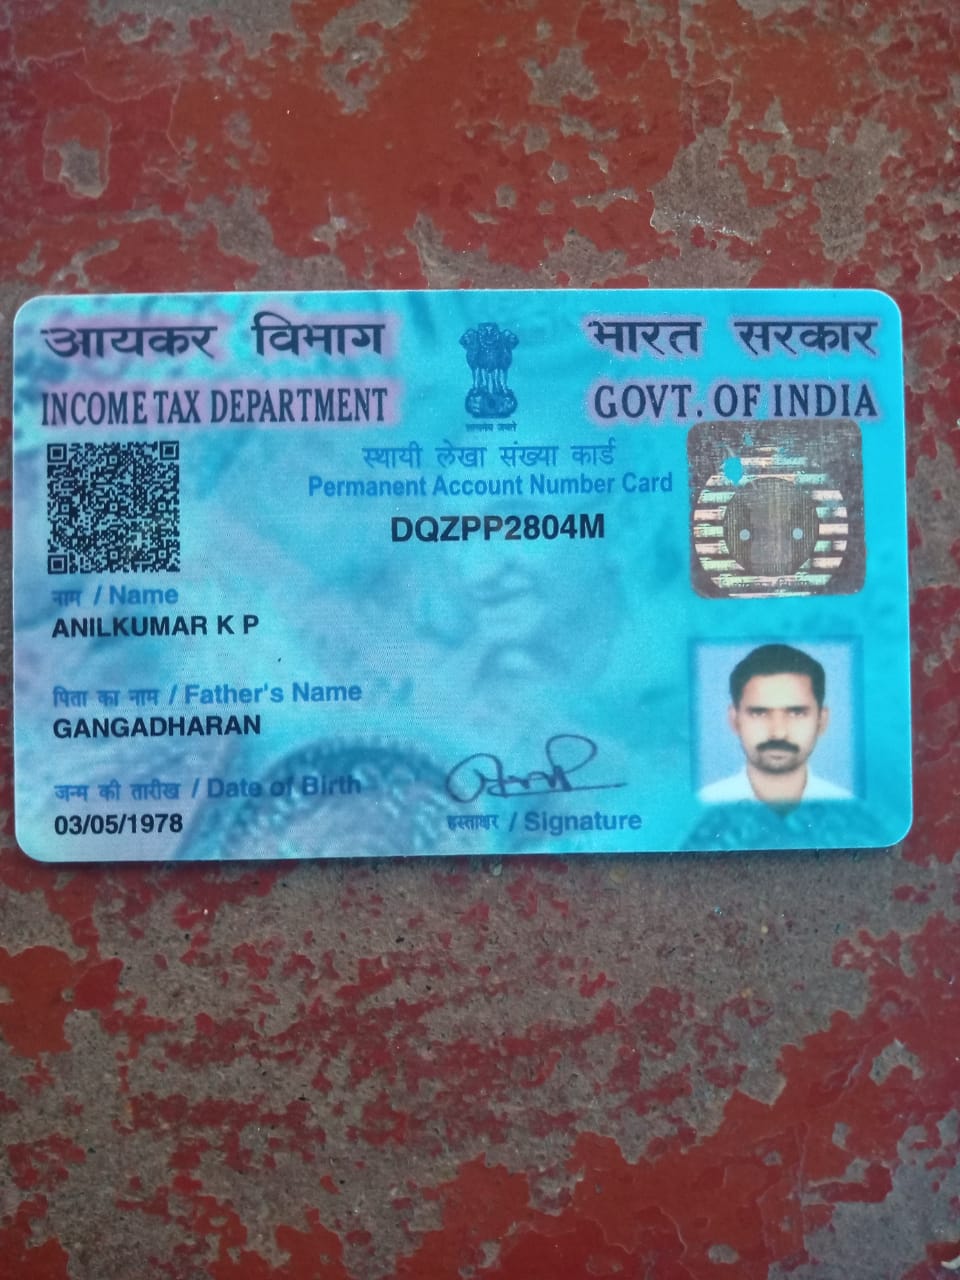 आयकर विभाग
INCOME TAX DEPARTMENT
भारत सरकार
GOVT. OF INDIA
सत्यमेव जयते
स्थायी लेखा संख्या कार्ड
Permanent Account Number Card
DQZPP2804M
नाम / Name
ANILKUMAR K P
पिता का नाम / Father's Name
GANGADHARAN
जन्म की तारीख / Date of Birth
03/05/1978
हस्ताक्षर / Signature